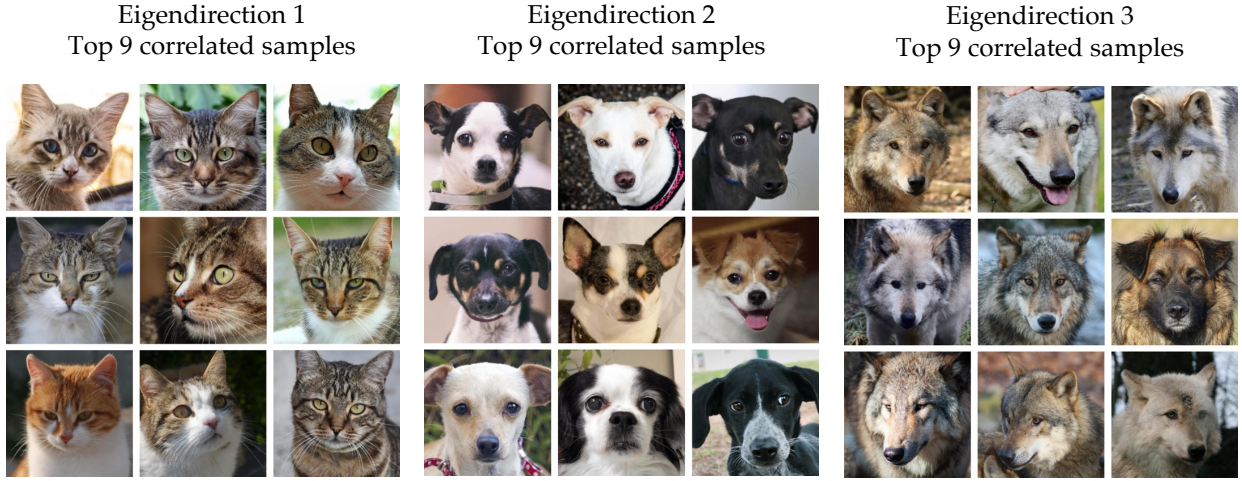 Eigendirection 1
Top 9 correlated samples
Eigendirection 2
Top 9 correlated samples
Eigendirection 3
Top 9 correlated samples